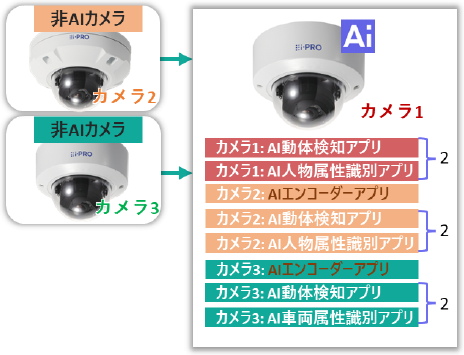 非AIカメラ
i-PRO
カメラ2
非AIカメラ
i-PRO
カメラ3
i-PRO
Ai
カメラ1
カメラ1: AI動体検知アプリ
カメラ1: AI人物属性識別アプリ
2
カメラ2: AIエンコーダーアプリ
カメラ2: AI動体検知アプリ
カメラ2: AI人物属性識別アプリ
2
カメラ3: AIエンコーダーアプリ
カメラ3: AI動体検知アプリ
カメラ3: AI車両属性識別アプリ
2